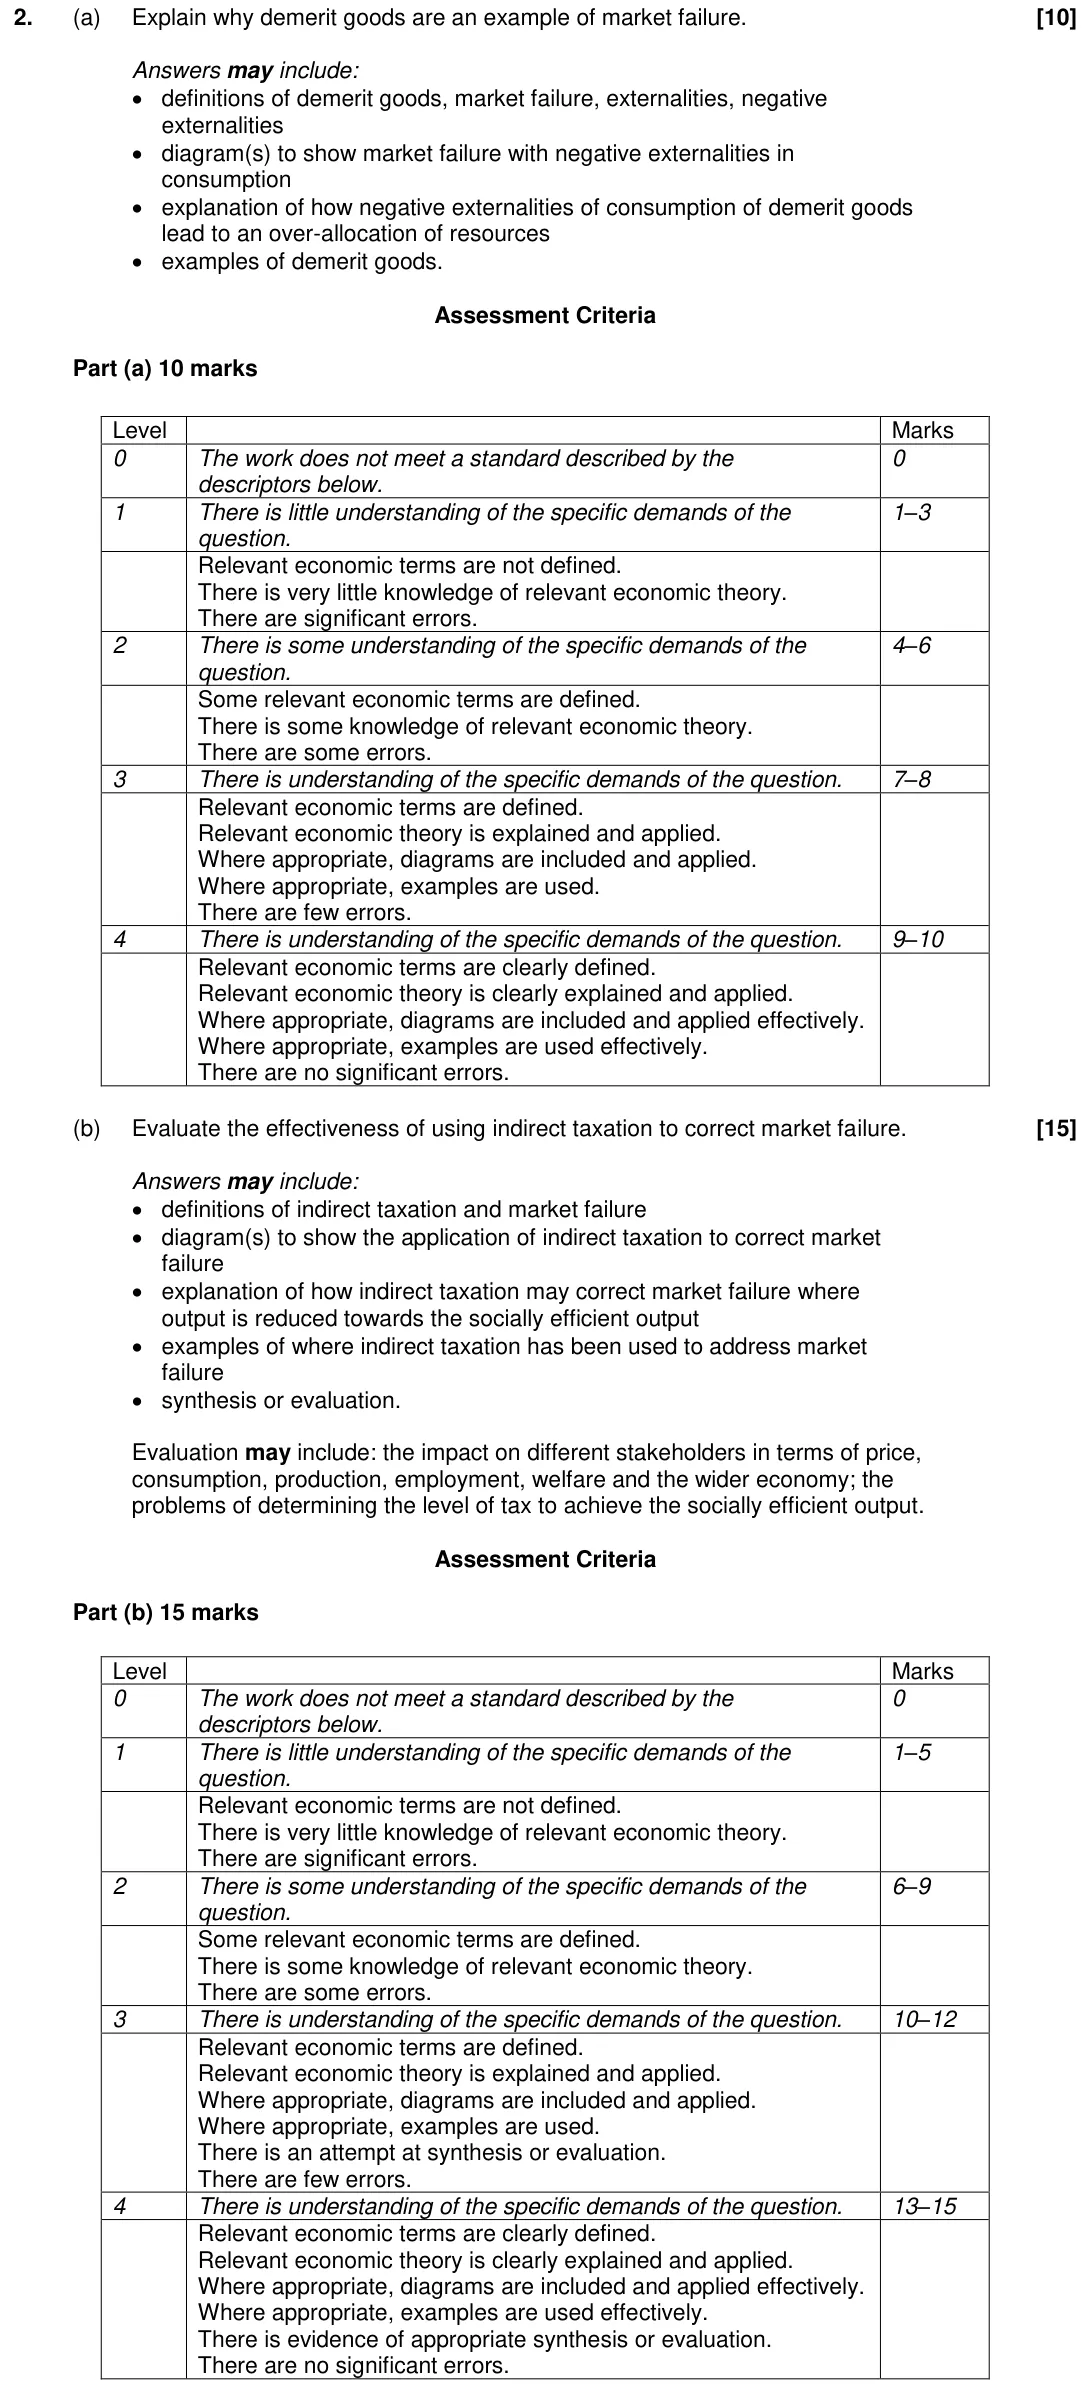 2. (a) Explain why demerit goods are an example of market failure. [10]
Answers may include:
• definitions of demerit goods, market failure, externalities, negative
externalities
• diagram(s) to show market failure with negative externalities in
consumption
• explanation of how negative externalities of consumption of demerit goods
lead to an over-allocation of resources
• examples of demerit goods.
Assessment Criteria
Part (a) 10 marks
Level Marks
0 The work does not meet a standard described by the 0
descriptors below.
1 There is little understanding of the specific demands of the 1–3
question.
Relevant economic terms are not defined.
There is very little knowledge of relevant economic theory.
There are significant errors.
2 There is some understanding of the specific demands of the 4–6
question.
Some relevant economic terms are defined.
There is some knowledge of relevant economic theory.
There are some errors.
3 There is understanding of the specific demands of the question. 7–8
Relevant economic terms are defined.
Relevant economic theory is explained and applied.
Where appropriate, diagrams are included and applied.
Where appropriate, examples are used.
There are few errors.
4 There is understanding of the specific demands of the question. 9–10
Relevant economic terms are clearly defined.
Relevant economic theory is clearly explained and applied.
Where appropriate, diagrams are included and applied effectively.
Where appropriate, examples are used effectively.
There are no significant errors.
(b) Evaluate the effectiveness of using indirect taxation to correct market failure. [15]
Answers may include:
• definitions of indirect taxation and market failure
• diagram(s) to show the application of indirect taxation to correct market
failure
• explanation of how indirect taxation may correct market failure where
output is reduced towards the socially efficient output
• examples of where indirect taxation has been used to address market
failure
• synthesis or evaluation.
Evaluation may include: the impact on different stakeholders in terms of price,
consumption, production, employment, welfare and the wider economy; the
problems of determining the level of tax to achieve the socially efficient output.
Assessment Criteria
Part (b) 15 marks
Level Marks
0 The work does not meet a standard described by the 0
descriptors below.
1 There is little understanding of the specific demands of the 1–5
question.
Relevant economic terms are not defined.
There is very little knowledge of relevant economic theory.
There are significant errors.
2 There is some understanding of the specific demands of the 6–9
question.
Some relevant economic terms are defined.
There is some knowledge of relevant economic theory.
There are some errors.
3 There is understanding of the specific demands of the question. 10–12
Relevant economic terms are defined.
Relevant economic theory is explained and applied.
Where appropriate, diagrams are included and applied.
Where appropriate, examples are used.
There is an attempt at synthesis or evaluation.
There are few errors.
4 There is understanding of the specific demands of the question. 13–15
Relevant economic terms are clearly defined.
Relevant economic theory is clearly explained and applied.
Where appropriate, diagrams are included and applied effectively.
Where appropriate, examples are used effectively.
There is evidence of appropriate synthesis or evaluation.
There are no significant errors.